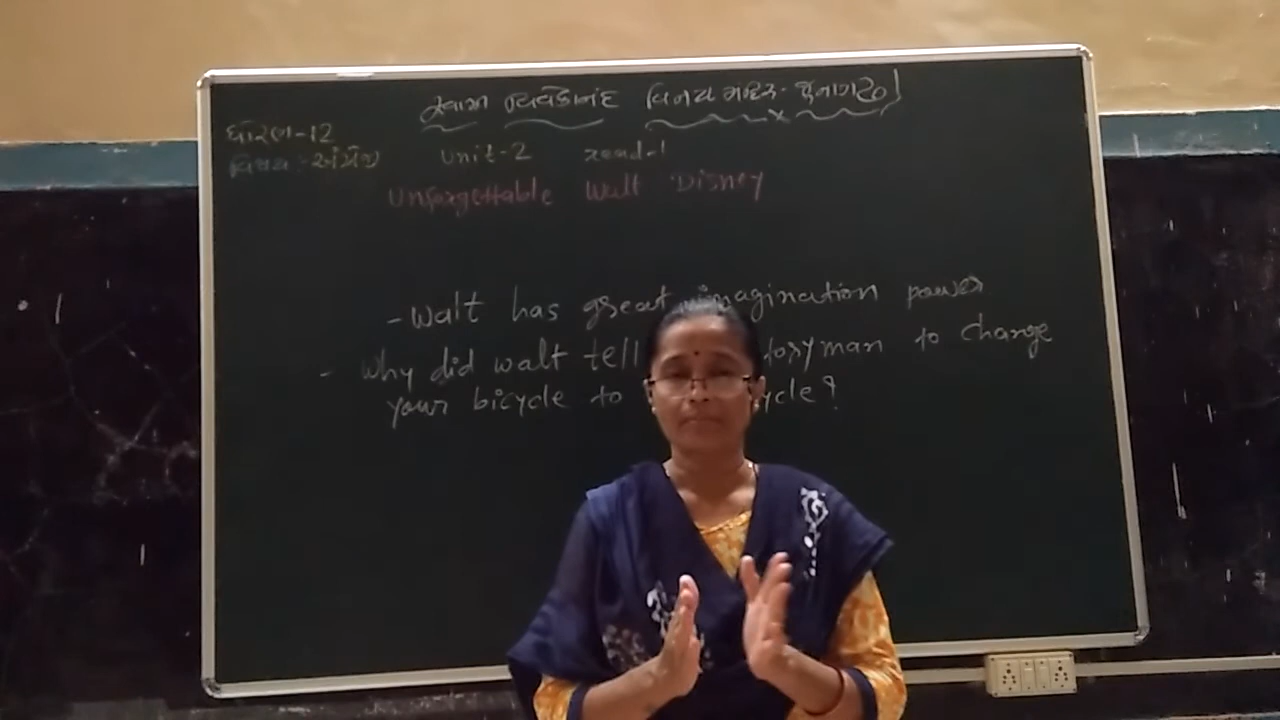 સ્વામી વિવેકાનંદ વિનય મંદિર. જૂનાગઢ
ધોરણ-12
વિષય : અંગ્રેજી
Unit-2 read-1
Unforgettable Walt Disney
- Walt has great imagination power
- Why did walt tell storyman to change
your bicycle to cycle?